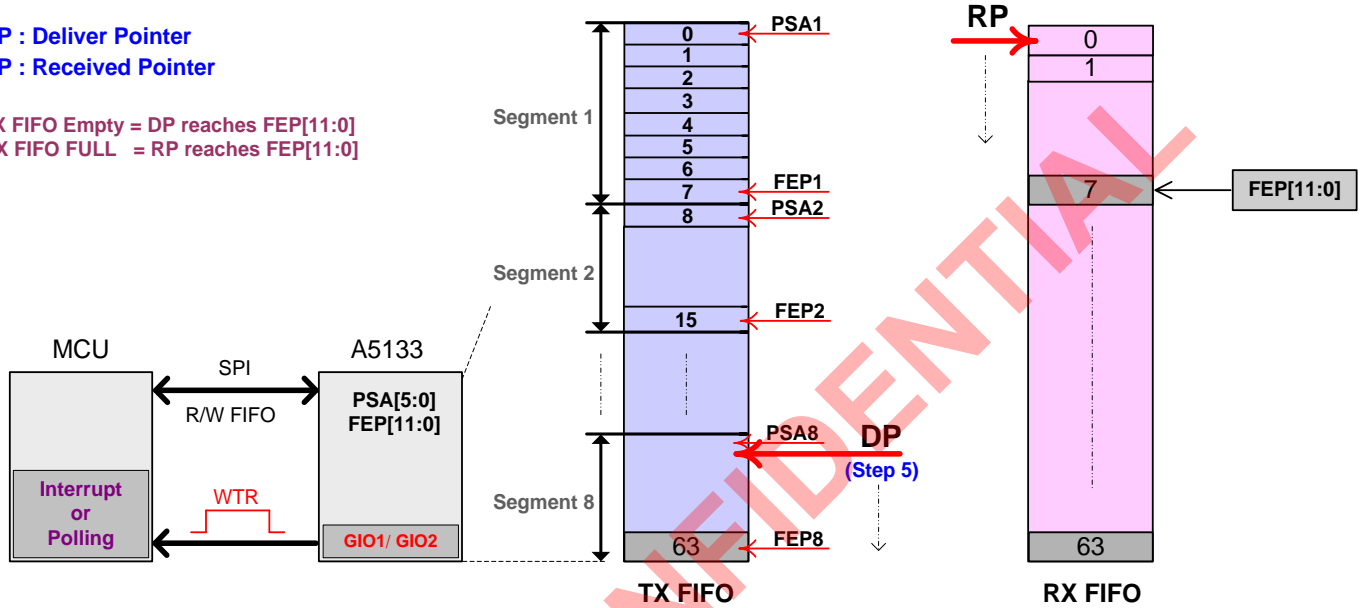 P : Deliver Pointer
P : Received Pointer
X FIFO Empty = DP reaches FEP[11:0]
X FIFO FULL = RP reaches FEP[11:0]
MCU
SPI
R/W FIFO
Interrupt
or
Polling
WTR
A5133
PSA[5:0]
FEP[11:0]
GIO1/ GIO2
Segment 1
Segment 2
Segment 8
0
1
2
3
4
5
6
7
8
15
63
TX FIFO
PSA1
FEP1
PSA2
FEP2
PSA8
DP
(Step 5)
FEP8
RP
0
1
7
63
RX FIFO
FEP[11:0]
NFIDENTIAL